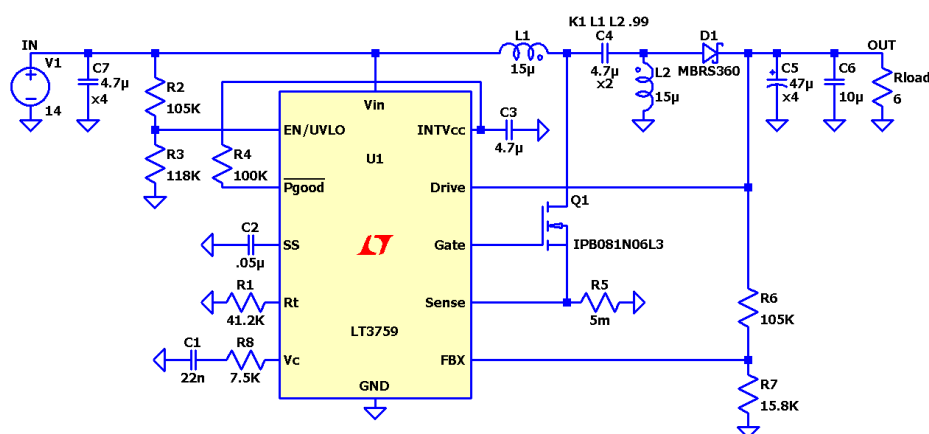 K1 L1 L2 .99
IN
L1
C4
D1
OUT
V1
C7
4.7µ
x4
R2
105K
15µ
4.7µ
x2
L2
15µ
MBRS360
C5
47µ
x4
C6
10µ
Rload
6
14
Vin
EN/UVLO
INTVcc
C3
4.7µ
R3
118K
R4
100K
U1
Pgood
Drive
Q1
C2
.05µ
SS
Gate
IPB081N06L3
R1
41.2K
Rt
Sense
R5
5m
R6
105K
LT3759
C1
22n
R8
7.5K
Vc
FBX
GND
R7
15.8K